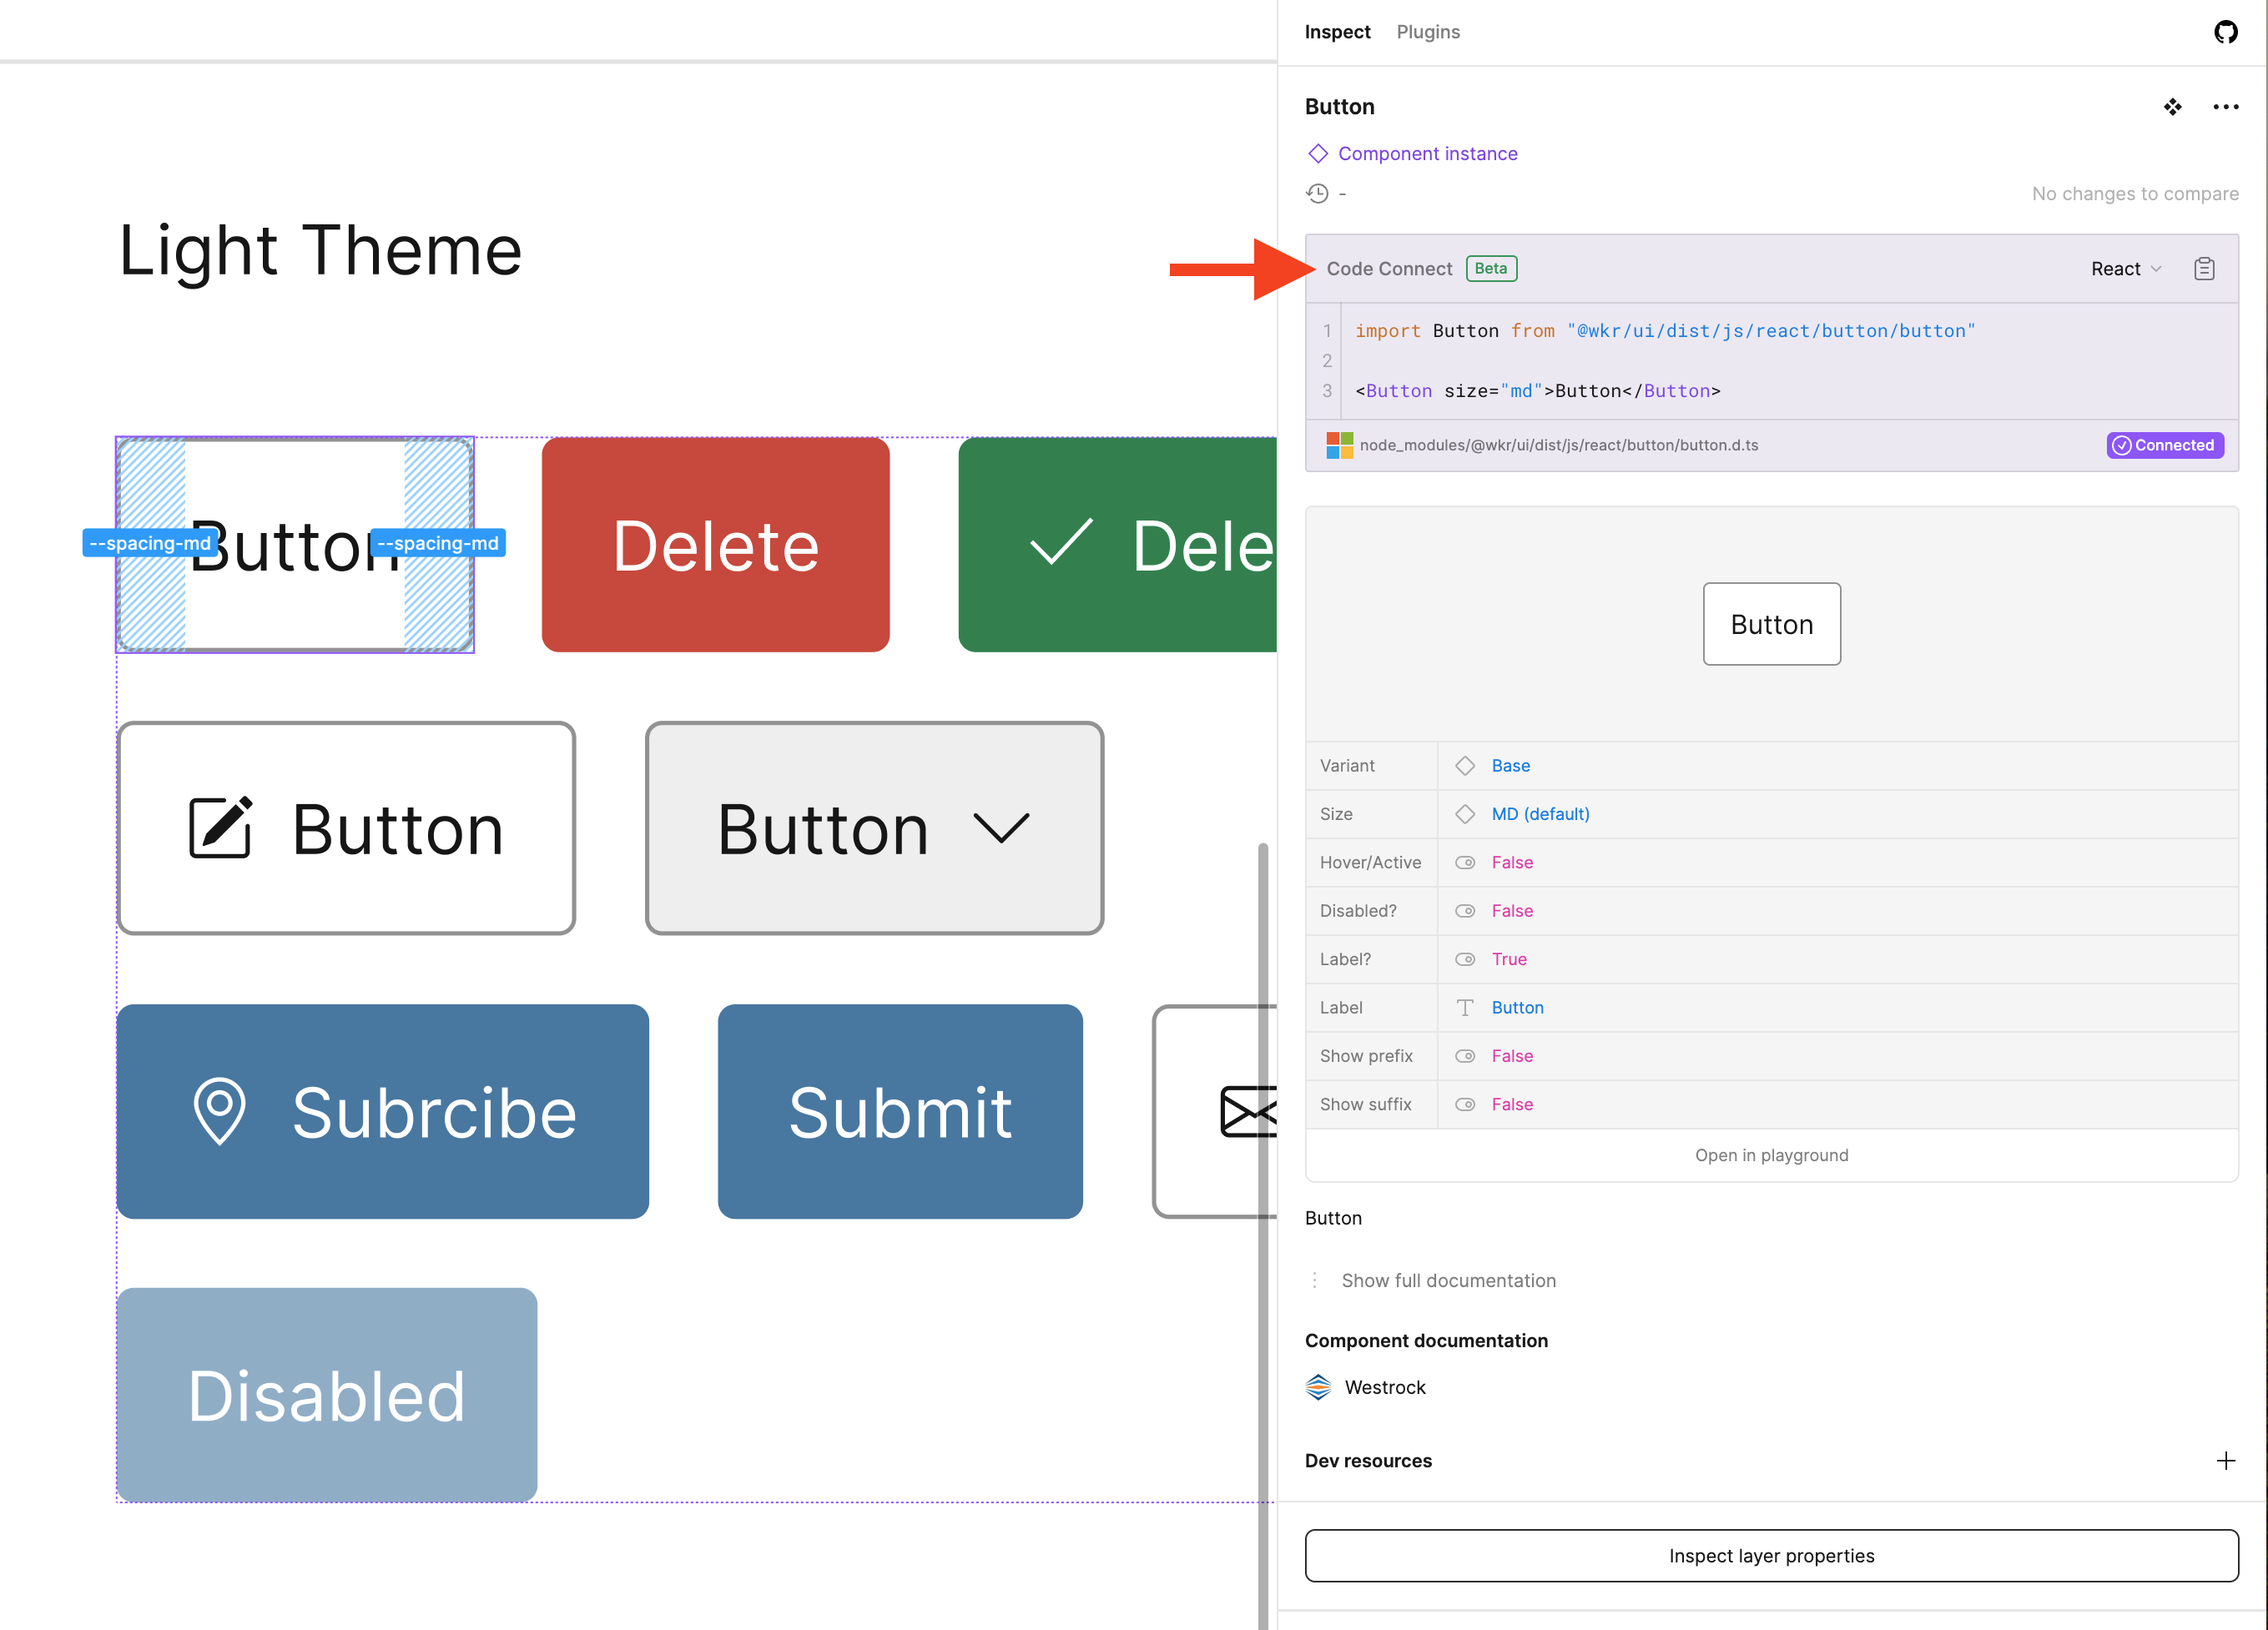 Light Theme
--spacing-md Button --spacing-md
Delete
Dele
Button
Button
Subrcibe
Submit
Disabled
Inspect Plugins
Button
Component instance
- No changes to compare
Code Connect Beta React
1 import Button from "@wkr/ui/dist/js/react/button/button"
2
3 <Button size="md">Button</Button>
node_modules/@wkr/ui/dist/js/react/button/button.d.ts Connected
Button
Variant Base
Size MD (default)
Hover/Active False
Disabled? False
Label? True
Label Button
Show prefix False
Show suffix False
Open in playground
Button
Show full documentation
Component documentation
Westrock
Dev resources
Inspect layer properties